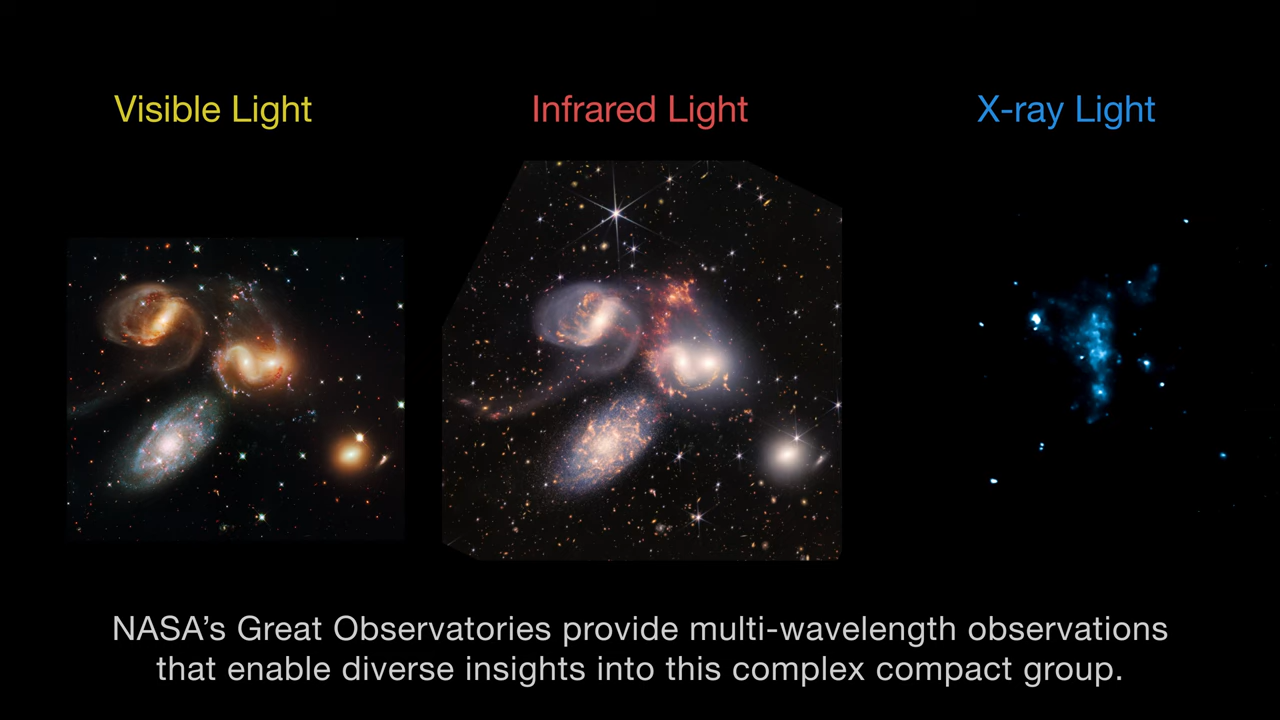 Visible Light
Infrared Light
X-ray Light
NASA’s Great Observatories provide multi-wavelength observations
that enable diverse insights into this complex compact group.